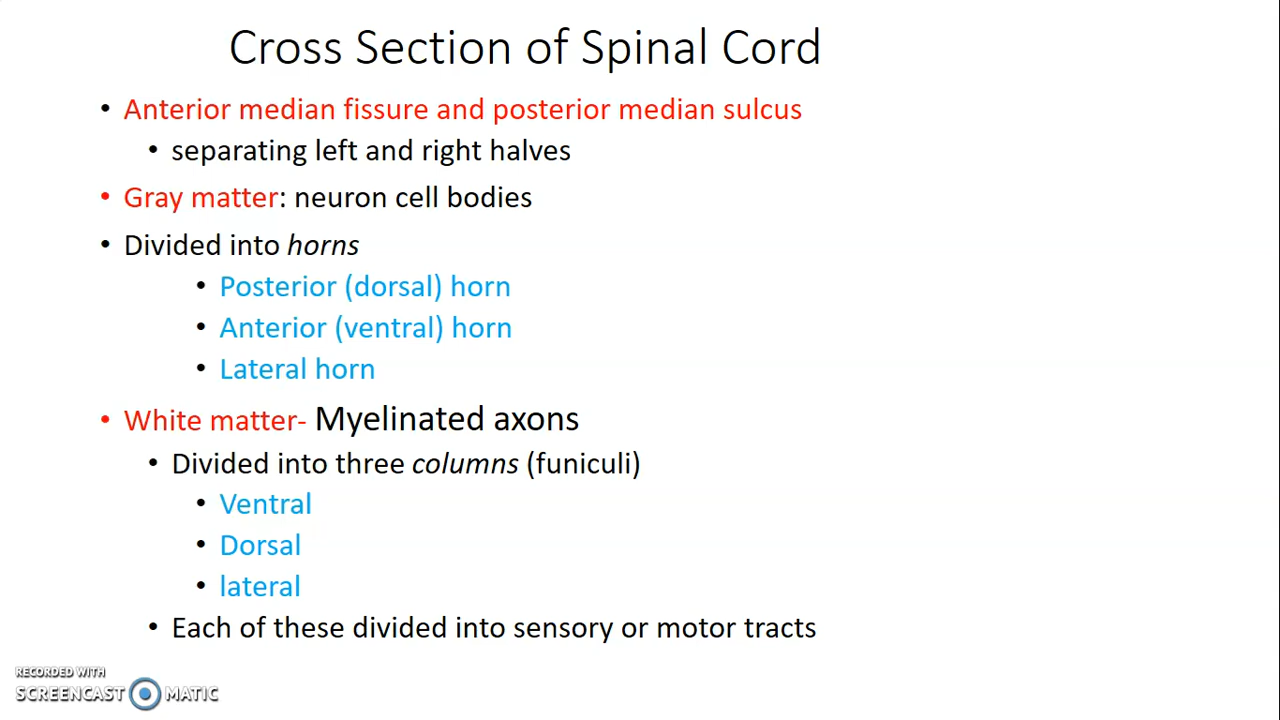 Cross Section of Spinal Cord
• Anterior median fissure and posterior median sulcus
• separating left and right halves
• Gray matter: neuron cell bodies
• Divided into horns
• Posterior (dorsal) horn
• Anterior (ventral) horn
• Lateral horn
• White matter- Myelinated axons
• Divided into three columns (funiculi)
• Ventral
• Dorsal
• lateral
• Each of these divided into sensory or motor tracts
RECORDED WITH
SCREENCAST MATIC